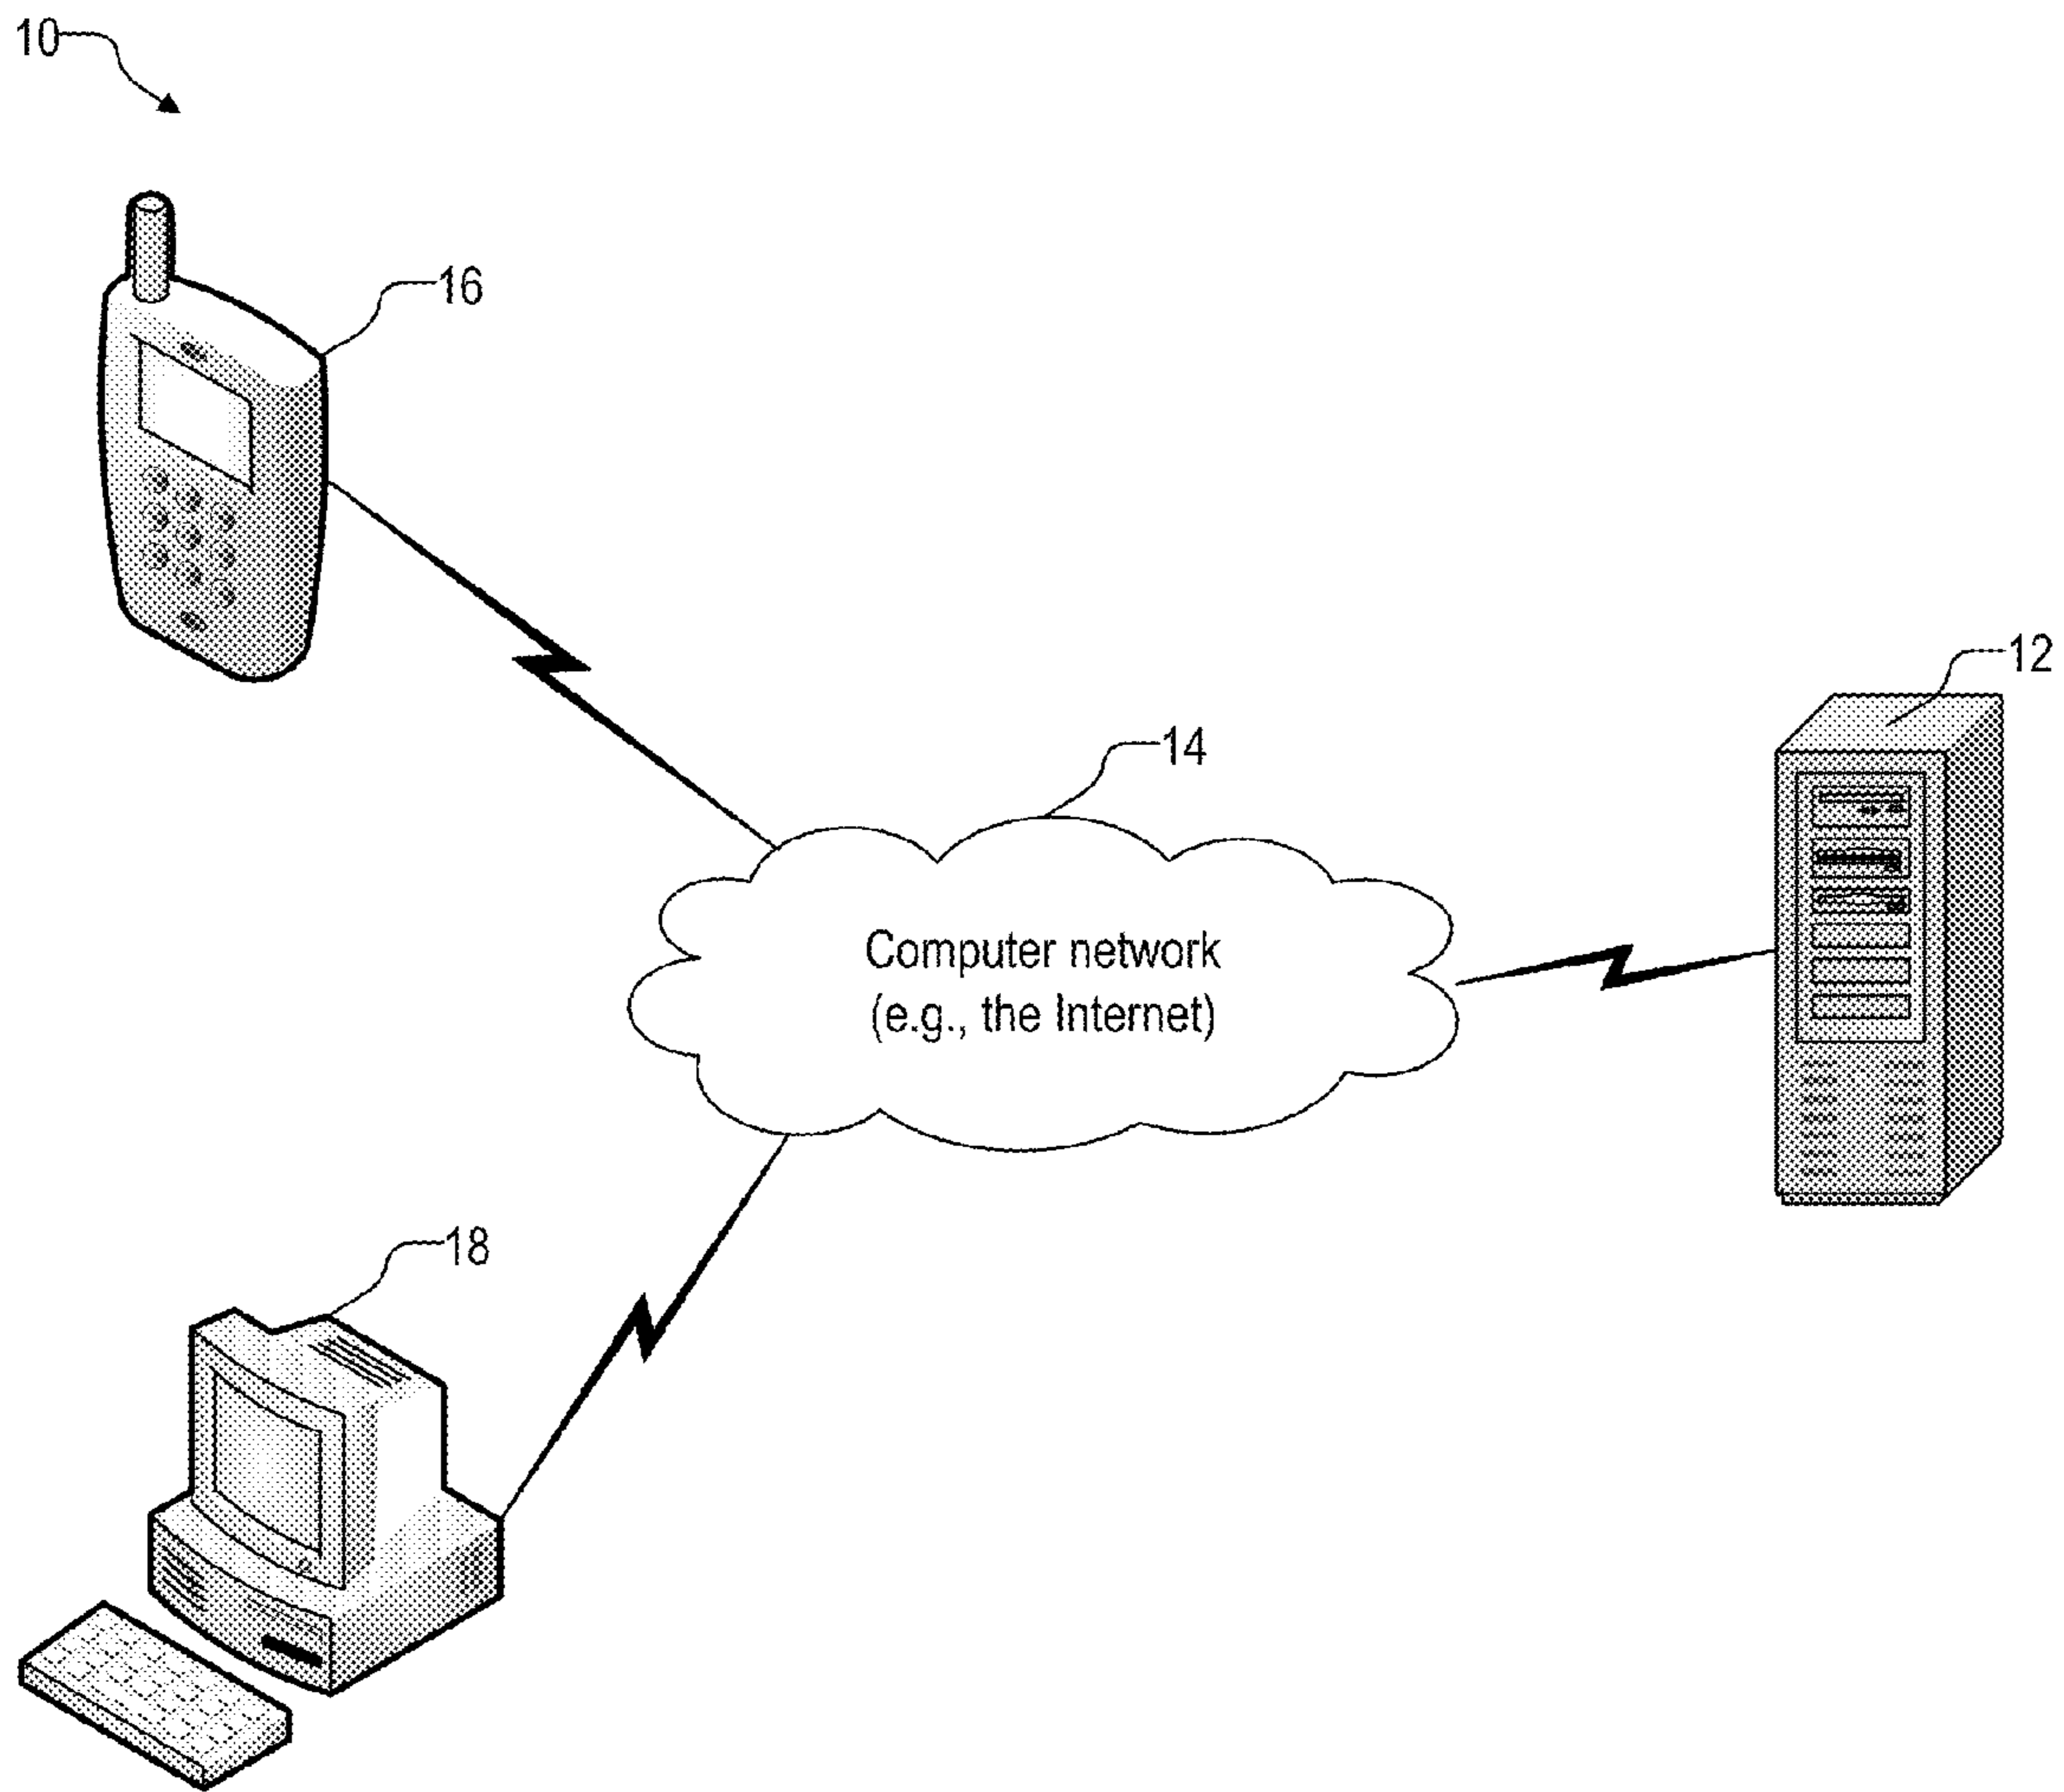 10
16
12
14
Computer network
(e.g., the Internet)
18